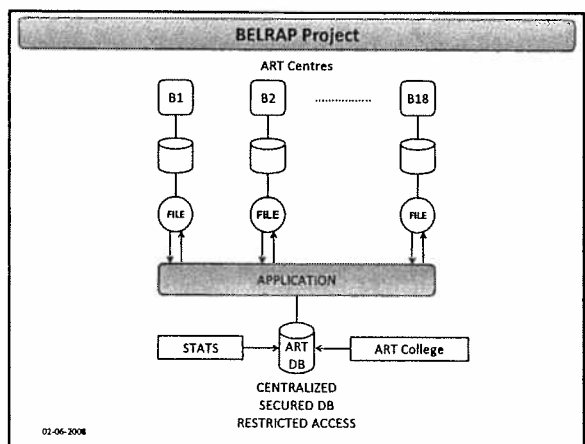 BELRAP Project
ART Centres
B1 B2 ................... B18
FILE FILE FILE
APPLICATION
STATS ART DB ART College
CENTRALIZED
SECURED DB
RESTRICTED ACCESS
02-06-2008